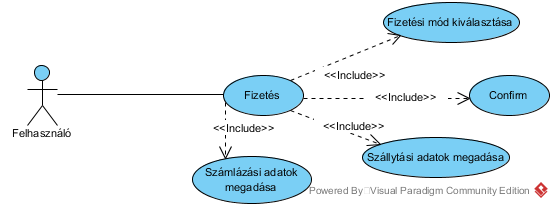 Fizetési mód kiválasztása
<<Include>>
Fizetés
Confirm
Felhasználó
<<Include>>
<<Include>>
<<Include>>
Szállytási adatok megadása
Számlázási adatok
megadása
Powered By Visual Paradigm Community Edition